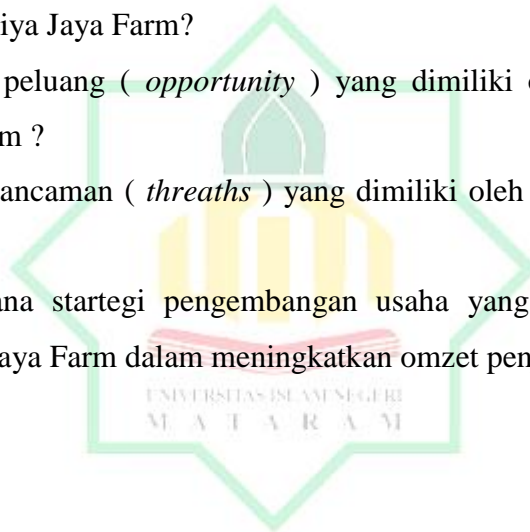 iya Jaya Farm?
peluang ( opportunity ) yang dimiliki
m ?
ancaman ( threaths ) yang dimiliki oleh
na startegi pengembangan usaha yang
aya Farm dalam meningkatkan omzet pen
UNIVERSITAS ISLAM NEGERI
M A T A R A M